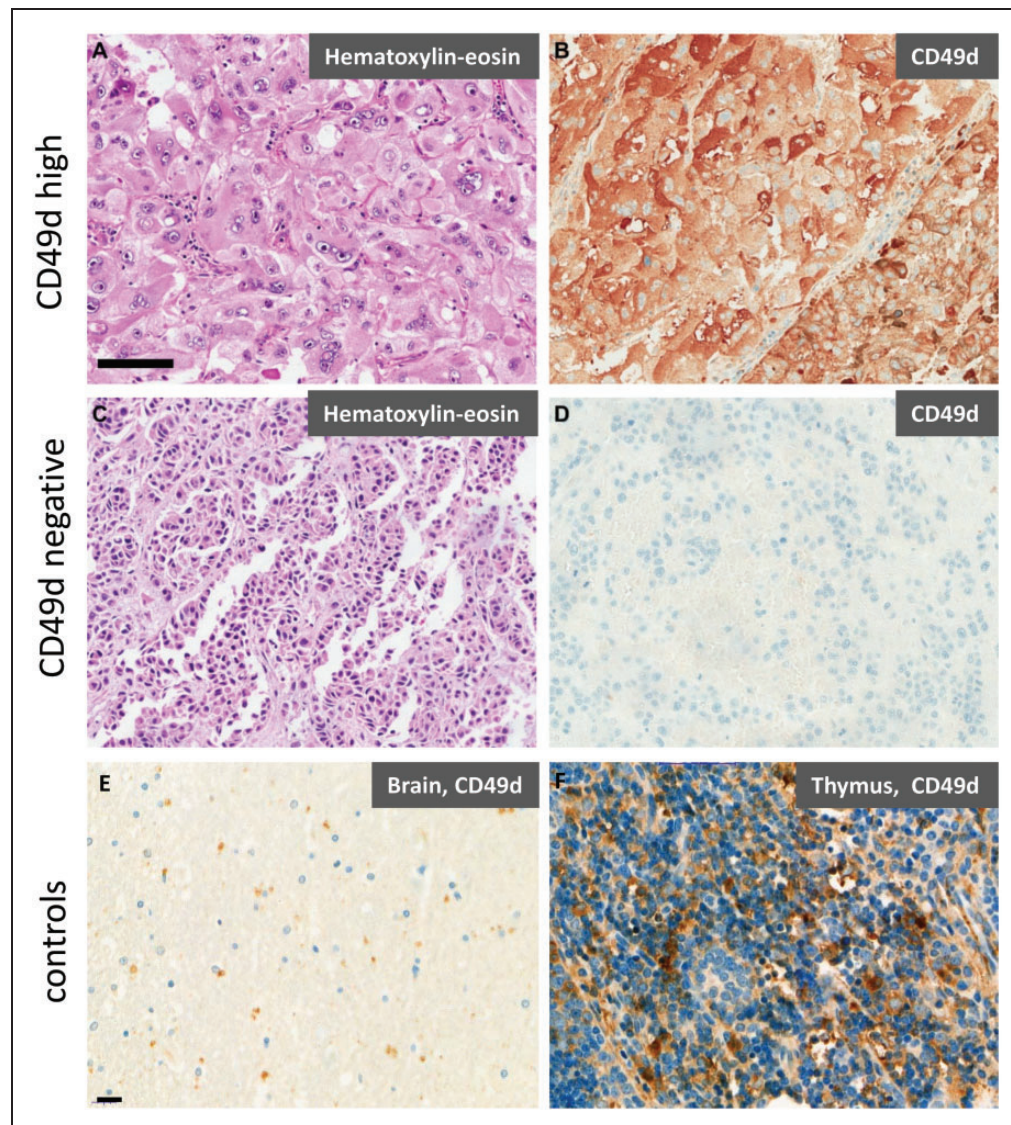 A
Hematoxylin-eosin
B
CD49d
CD49d high
C
Hematoxylin-eosin
D
CD49d
CD49d negative
E
Brain, CD49d
F
Thymus, CD49d
controls